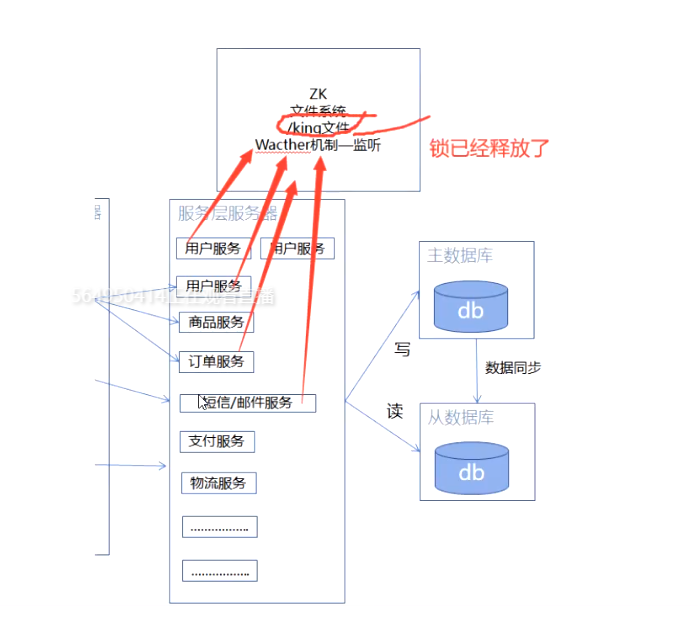 ZK
文件系统
/king文件
Wacther机制—监听
锁已经释放了
服务层服务器
用户服务
用户服务
用户服务
商品服务
订单服务
短信/邮件服务
支付服务
物流服务
.................
.................
主数据库
db
写
数据同步
读
从数据库
db